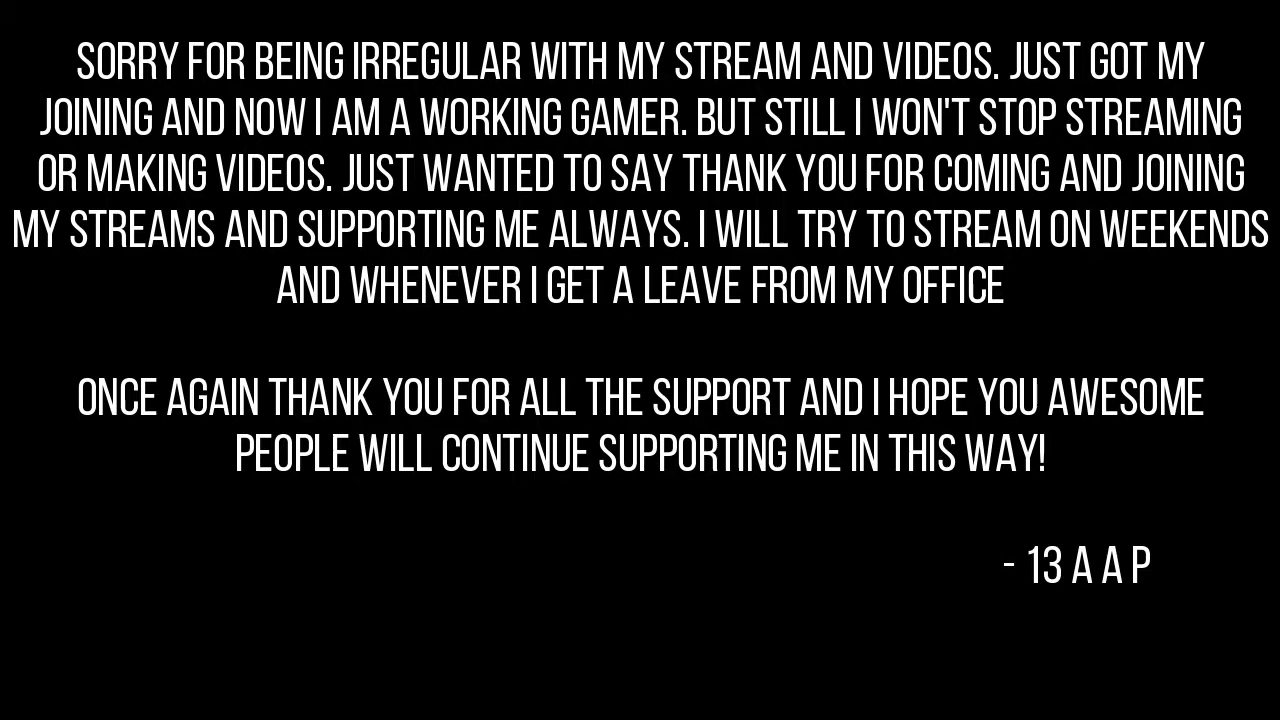 SORRY FOR BEING IRREGULAR WITH MY STREAM AND VIDEOS. JUST GOT MY
JOINING AND NOW I AM A WORKING GAMER. BUT STILL I WON'T STOP STREAMING
OR MAKING VIDEOS. JUST WANTED TO SAY THANK YOU FOR COMING AND JOINING
MY STREAMS AND SUPPORTING ME ALWAYS. I WILL TRY TO STREAM ON WEEKENDS
AND WHENEVER I GET A LEAVE FROM MY OFFICE
ONCE AGAIN THANK YOU FOR ALL THE SUPPORT AND I HOPE YOU AWESOME
PEOPLE WILL CONTINUE SUPPORTING ME IN THIS WAY!
- 13 A A P